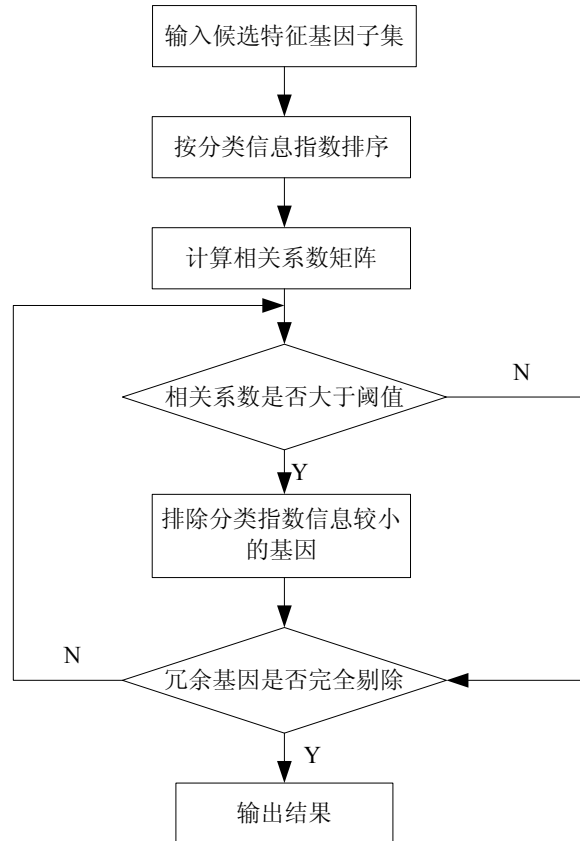 输入候选特征基因子集
按分类信息指数排序
计算相关系数矩阵
相关系数是否大于阈值
N
Y
排除分类指数信息较小
的基因
N
冗余基因是否完全剔除
Y
输出结果